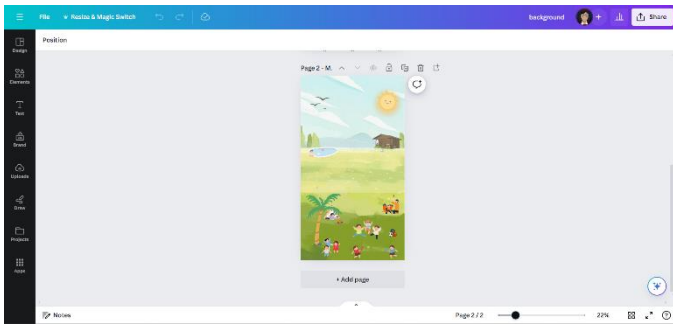 File
Resize & Magic Switch
background
+
Share
Position
Design
Elements
Text
Brand
Uploads
Draw
Projects
Apps
Page 2 - M.
+ Add page
Notes
Page 2 / 2
22%